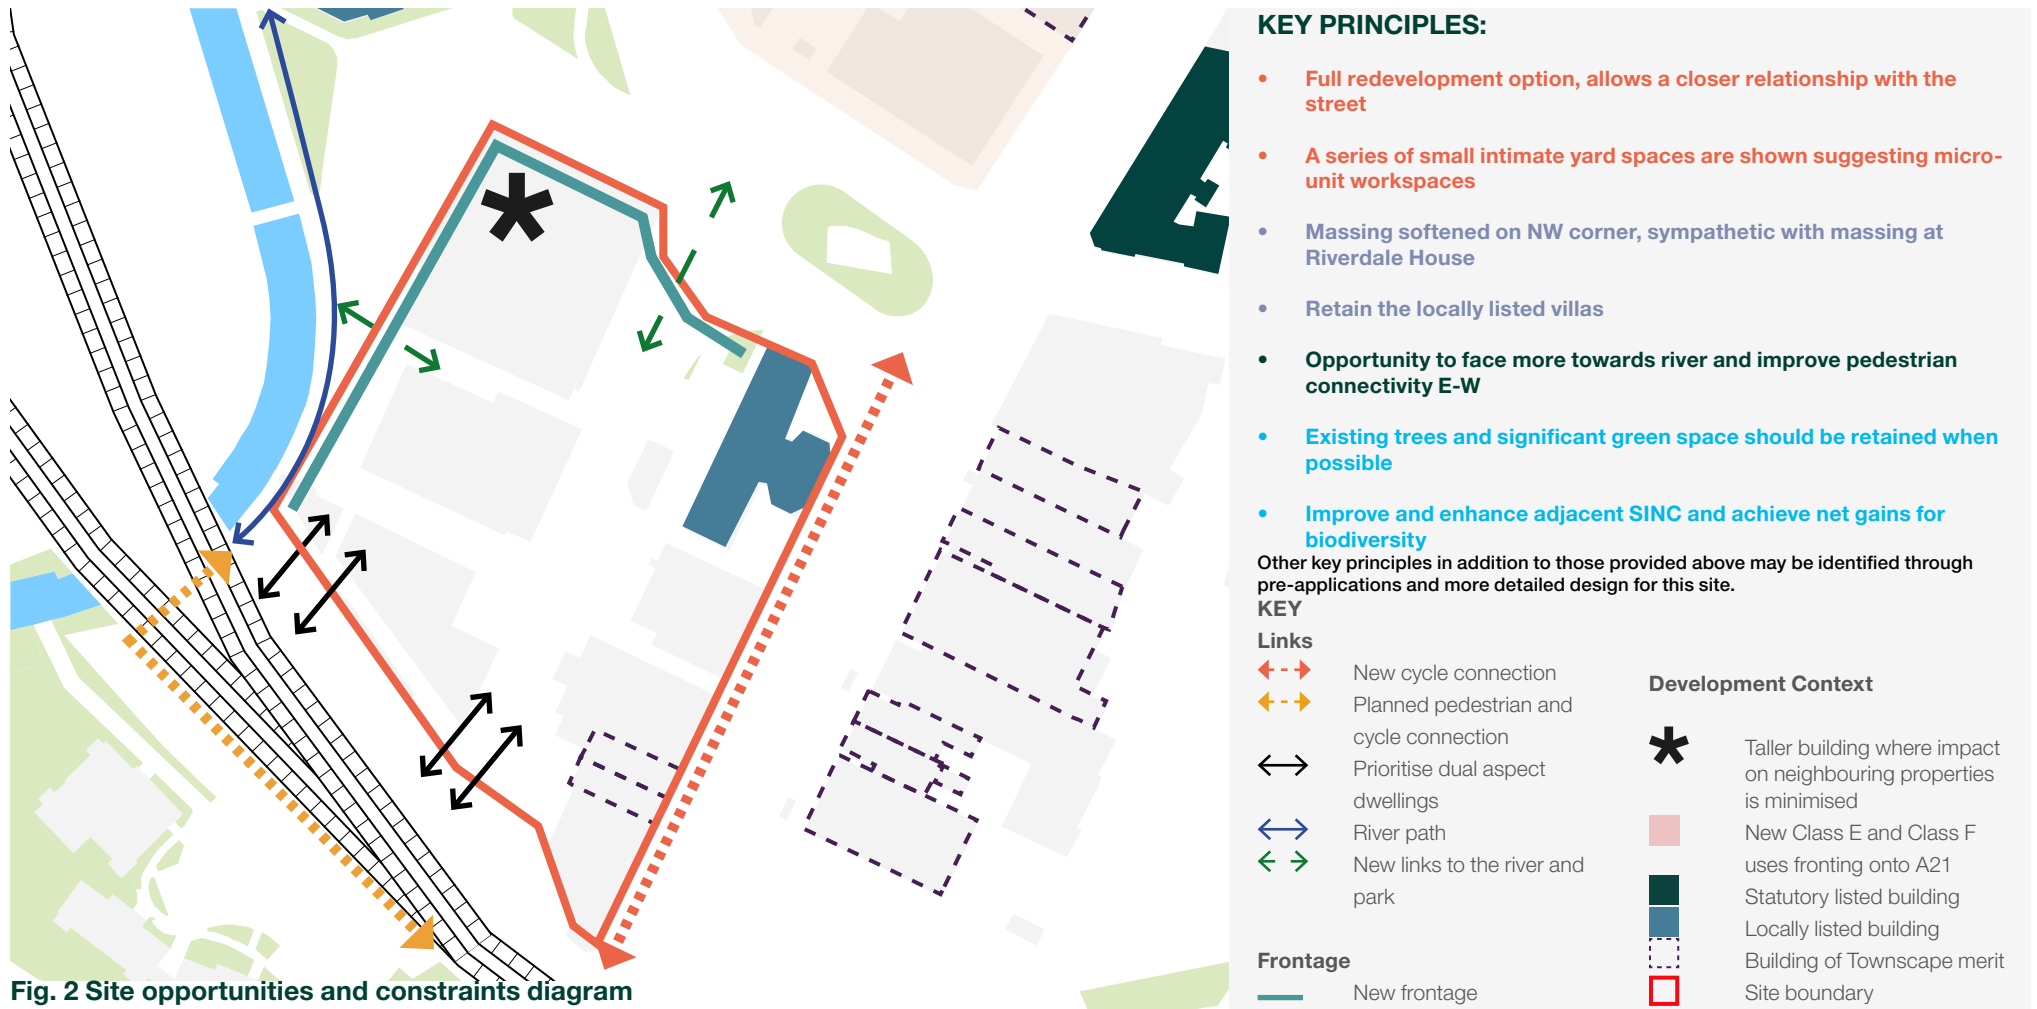 KEY PRINCIPLES:
• Full redevelopment option, allows a closer relationship with the
street
• A series of small intimate yard spaces are shown suggesting micro-
unit workspaces
• Massing softened on NW corner, sympathetic with massing at
Riverdale House
• Retain the locally listed villas
• Opportunity to face more towards river and improve pedestrian
connectivity E-W
• Existing trees and significant green space should be retained when
possible
• Improve and enhance adjacent SINC and achieve net gains for
biodiversity
Other key principles in addition to those provided above may be identified through
pre-applications and more detailed design for this site.
KEY
Links
New cycle connection
Planned pedestrian and
cycle connection
Prioritise dual aspect
dwellings
River path
New links to the river and
park
Frontage
New frontage
Development Context
Taller building where impact
on neighbouring properties
is minimised
New Class E and Class F
uses fronting onto A21
Statutory listed building
Locally listed building
Building of Townscape merit
Site boundary
Fig. 2 Site opportunities and constraints diagram